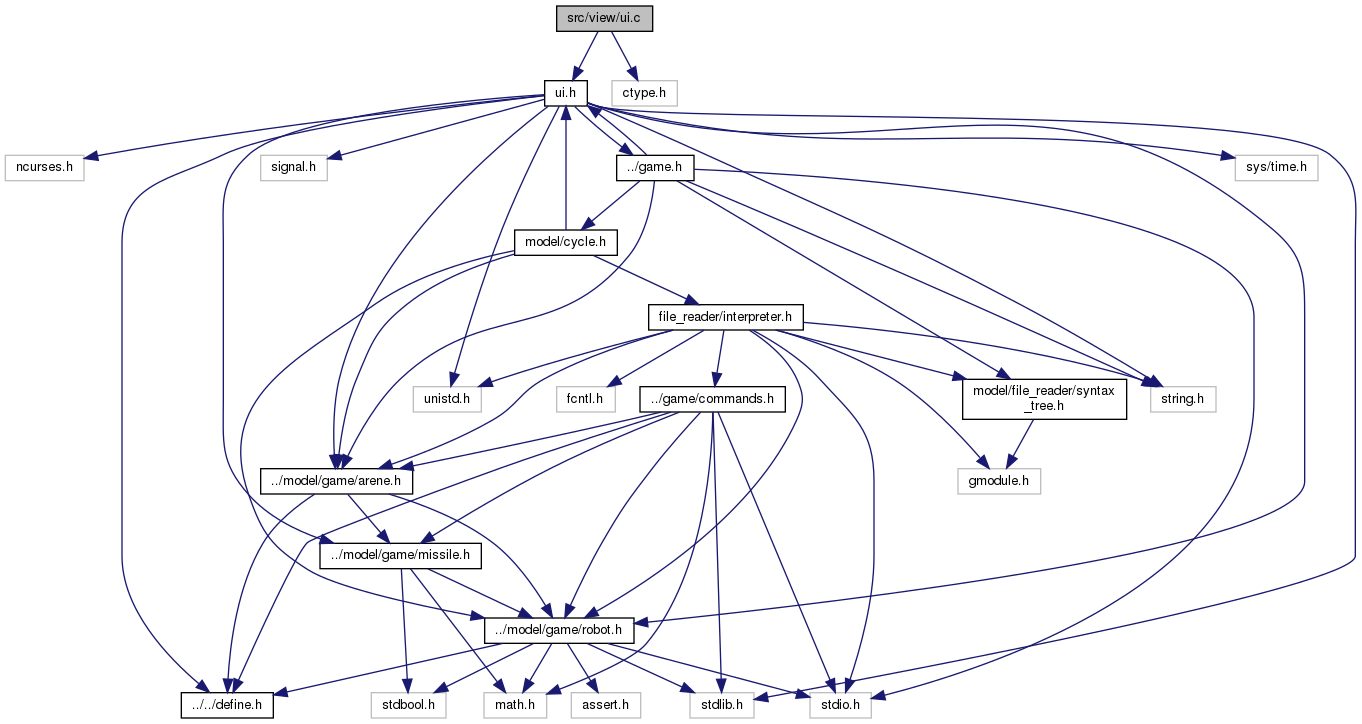 src/view/ui.c
ui.h
ctype.h
ncurses.h
signal.h
../game.h
sys/time.h
model/cycle.h
file_reader/interpreter.h
unistd.h
fcntl.h
../game/commands.h
model/file_reader/syntax
_tree.h
string.h
../model/game/arene.h
gmodule.h
../model/game/missile.h
../model/game/robot.h
../../define.h
stdbool.h
math.h
assert.h
stdlib.h
stdio.h